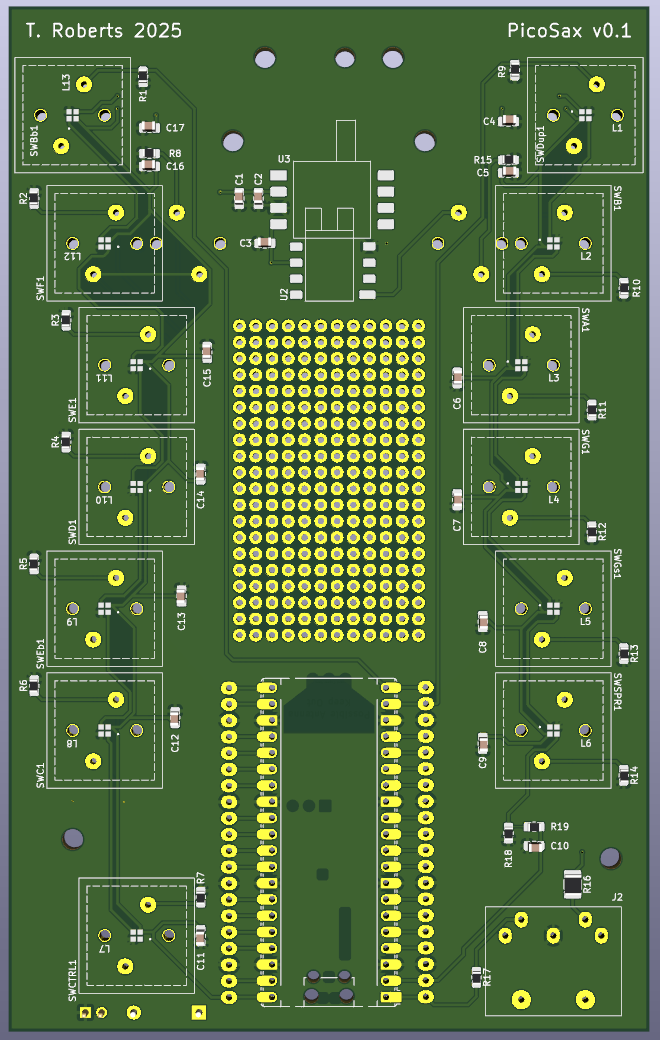 T. Roberts 2025
PicoSax v0.1
L13
R1
R9
SWBb1
C17
C4
SWDup1
L1
R8
C16
U3
R15
C5
R2
C1
C2
SWB1
L12
C3
L2
SWF1
U2
R10
R3
SWA1
L11
C15
L3
C6
SWE1
R11
R4
SWG1
L10
C14
L4
C7
SWD1
R12
R5
SWGs1
L9
C13
L5
C8
SWEb1
R13
R6
SWSPR1
L8
C12
L6
C9
SWC1
R14
R19
R18
C10
R7
R16
J2
L7
C11
SWCTRL1
R17